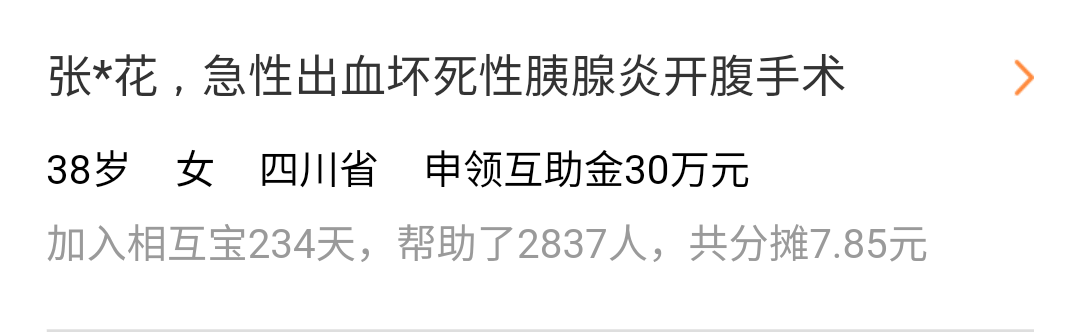 张*花，急性出血坏死性胰腺炎开腹手术
38岁 女 四川省 申领互助金30万元
加入相互宝234天，帮助了2837人，共分摊7.85元